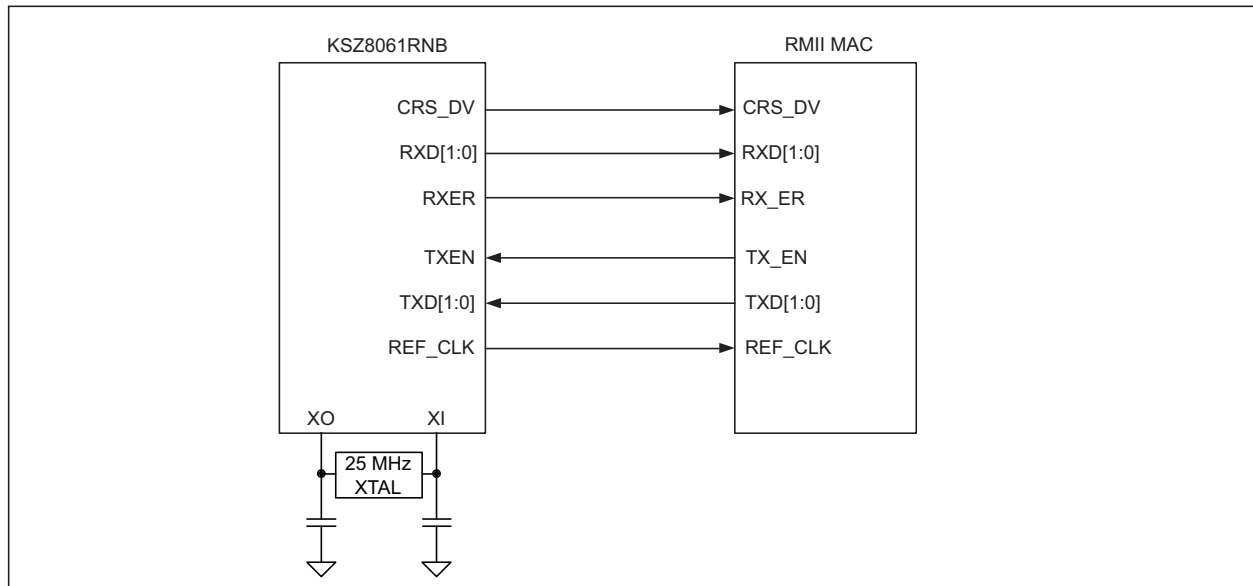 KSZ8061RNB RMII MAC
CRS_DV CRS_DV
RXD[1:0] RXD[1:0]
RXER RX_ER
TXEN TX_EN
TXD[1:0] TXD[1:0]
REF_CLK REF_CLK
XO XI
25 MHz
XTAL